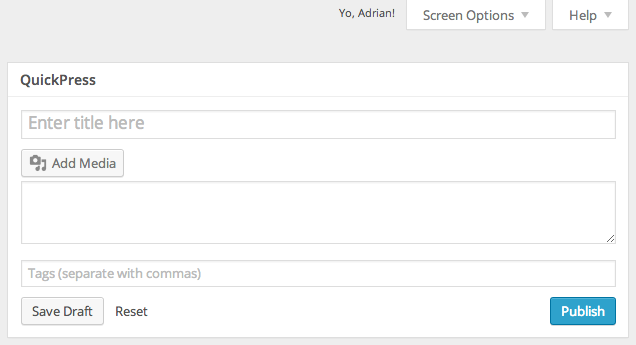 Yo, Adrian!
Screen Options
Help
QuickPress
Enter title here
Add Media
Tags (separate with commas)
Save Draft
Reset
Publish